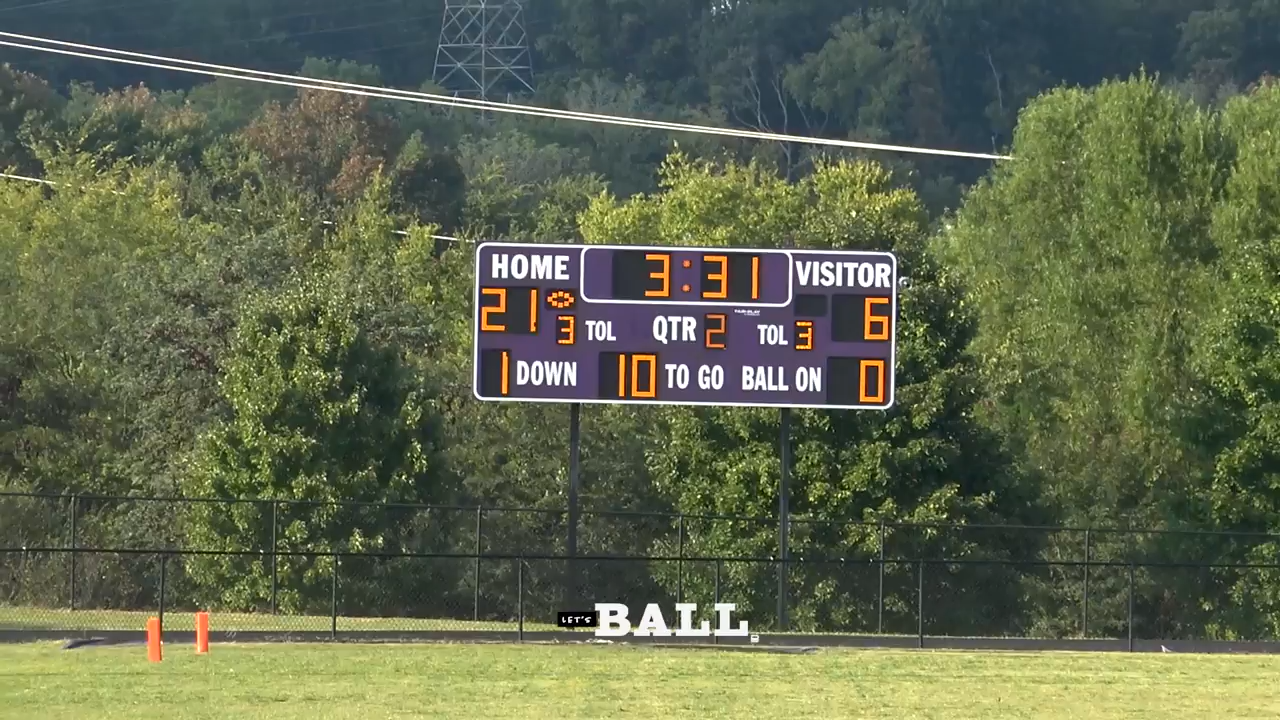 HOME 3:31 VISITOR
21 3 TOL QTR 2 TOL 3 6
1 DOWN 10 TO GO BALL ON 0
LET'S BALL